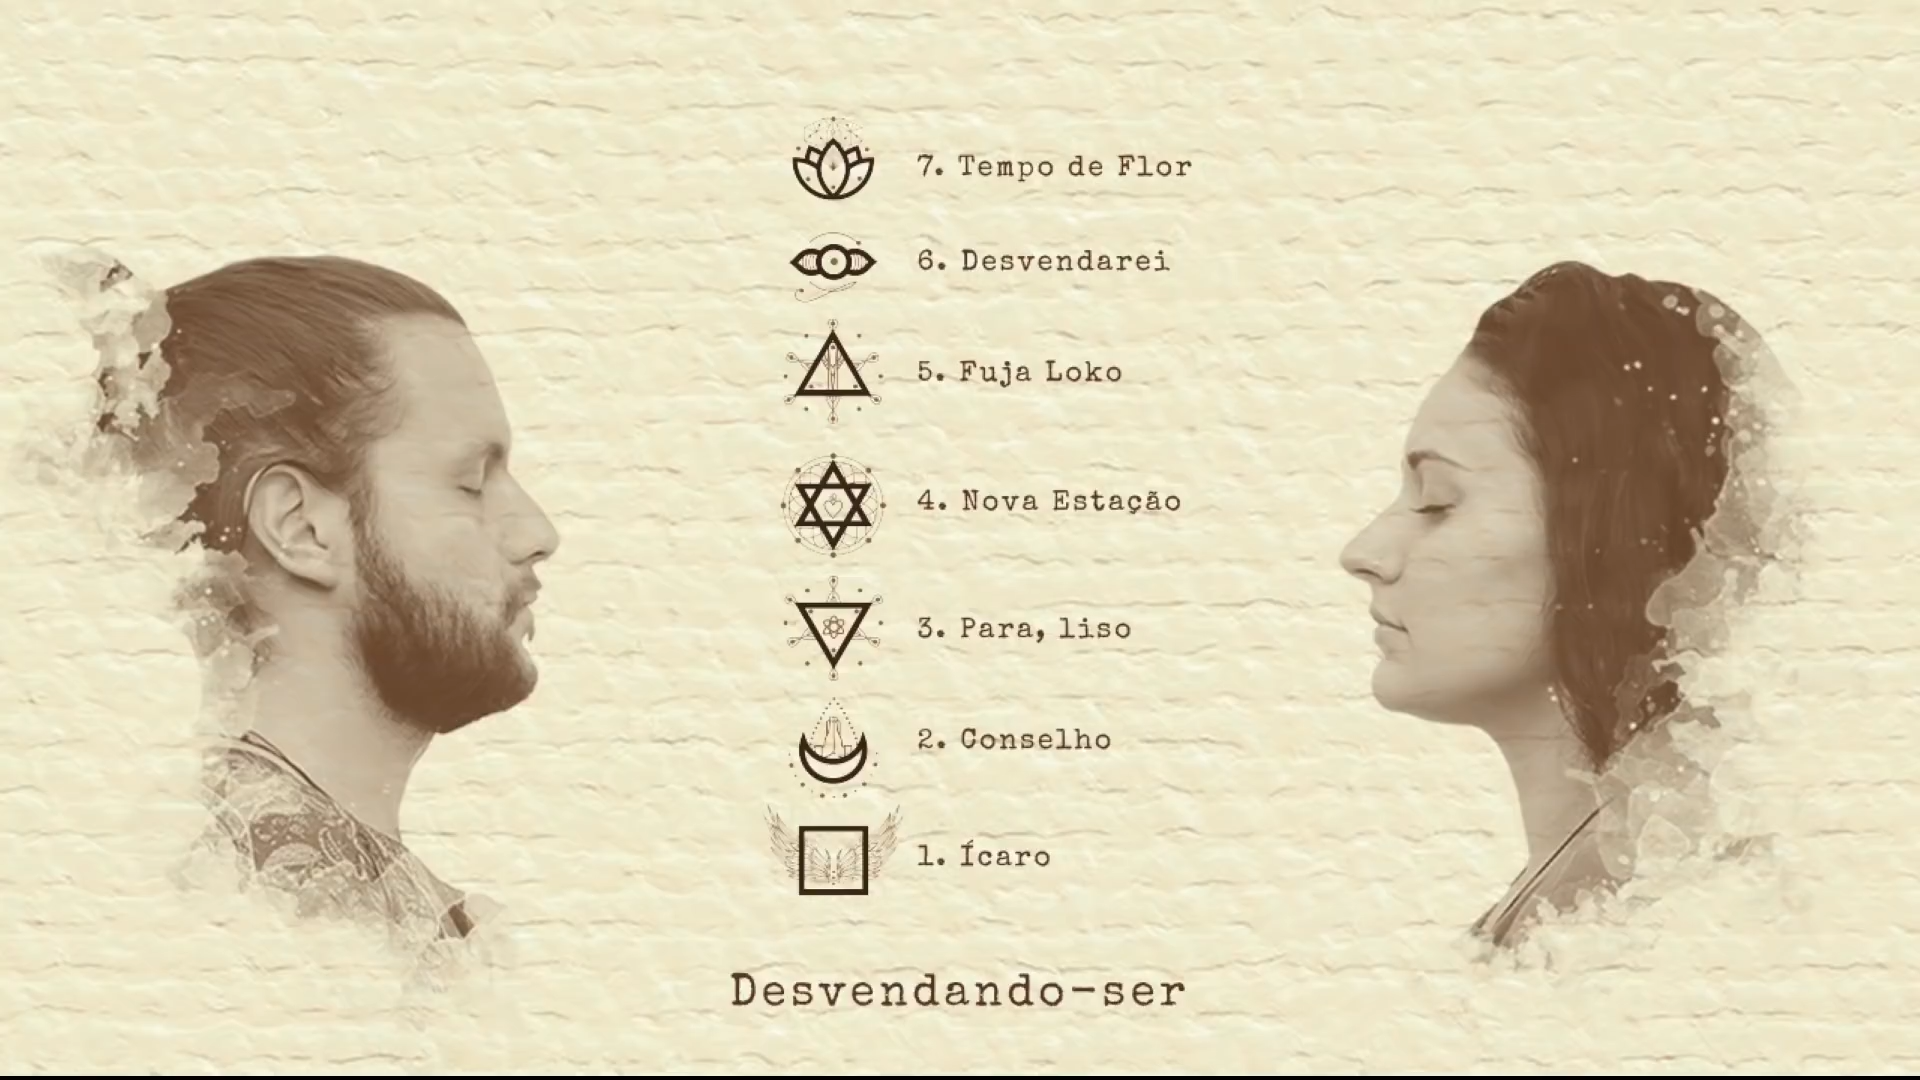 7. Tempo de Flor
6. Desvendarei
5. Fuja Loko
4. Nova Estação
3. Para, liso
2. Conselho
1. Ícaro
Desvendando-ser